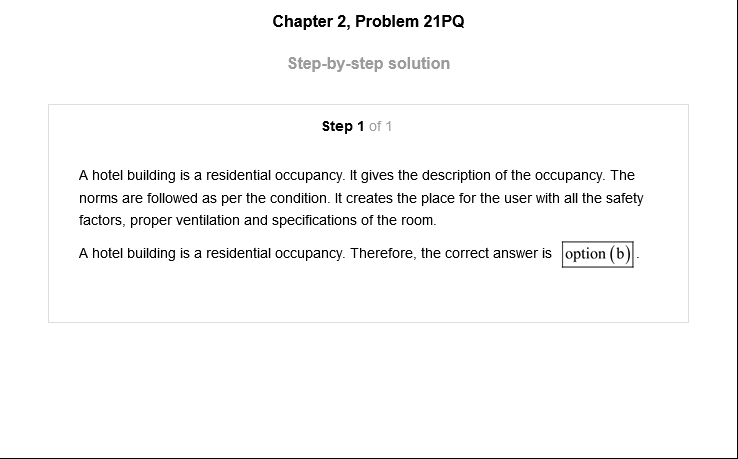 Chapter 2, Problem 21PQ
Step-by-step solution
Step 1 of 1
A hotel building is a residential occupancy. It gives the description of the occupancy. The
norms are followed as per the condition. It creates the place for the user with all the safety
factors, proper ventilation and specifications of the room.
A hotel building is a residential occupancy. Therefore, the correct answer is option (b).